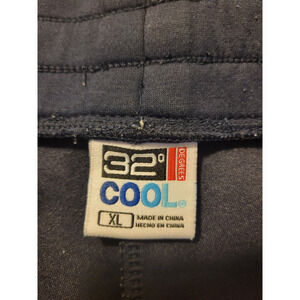 32° DEGREES
COOL®
XL MADE IN CHINA
HECHO EN CHINA